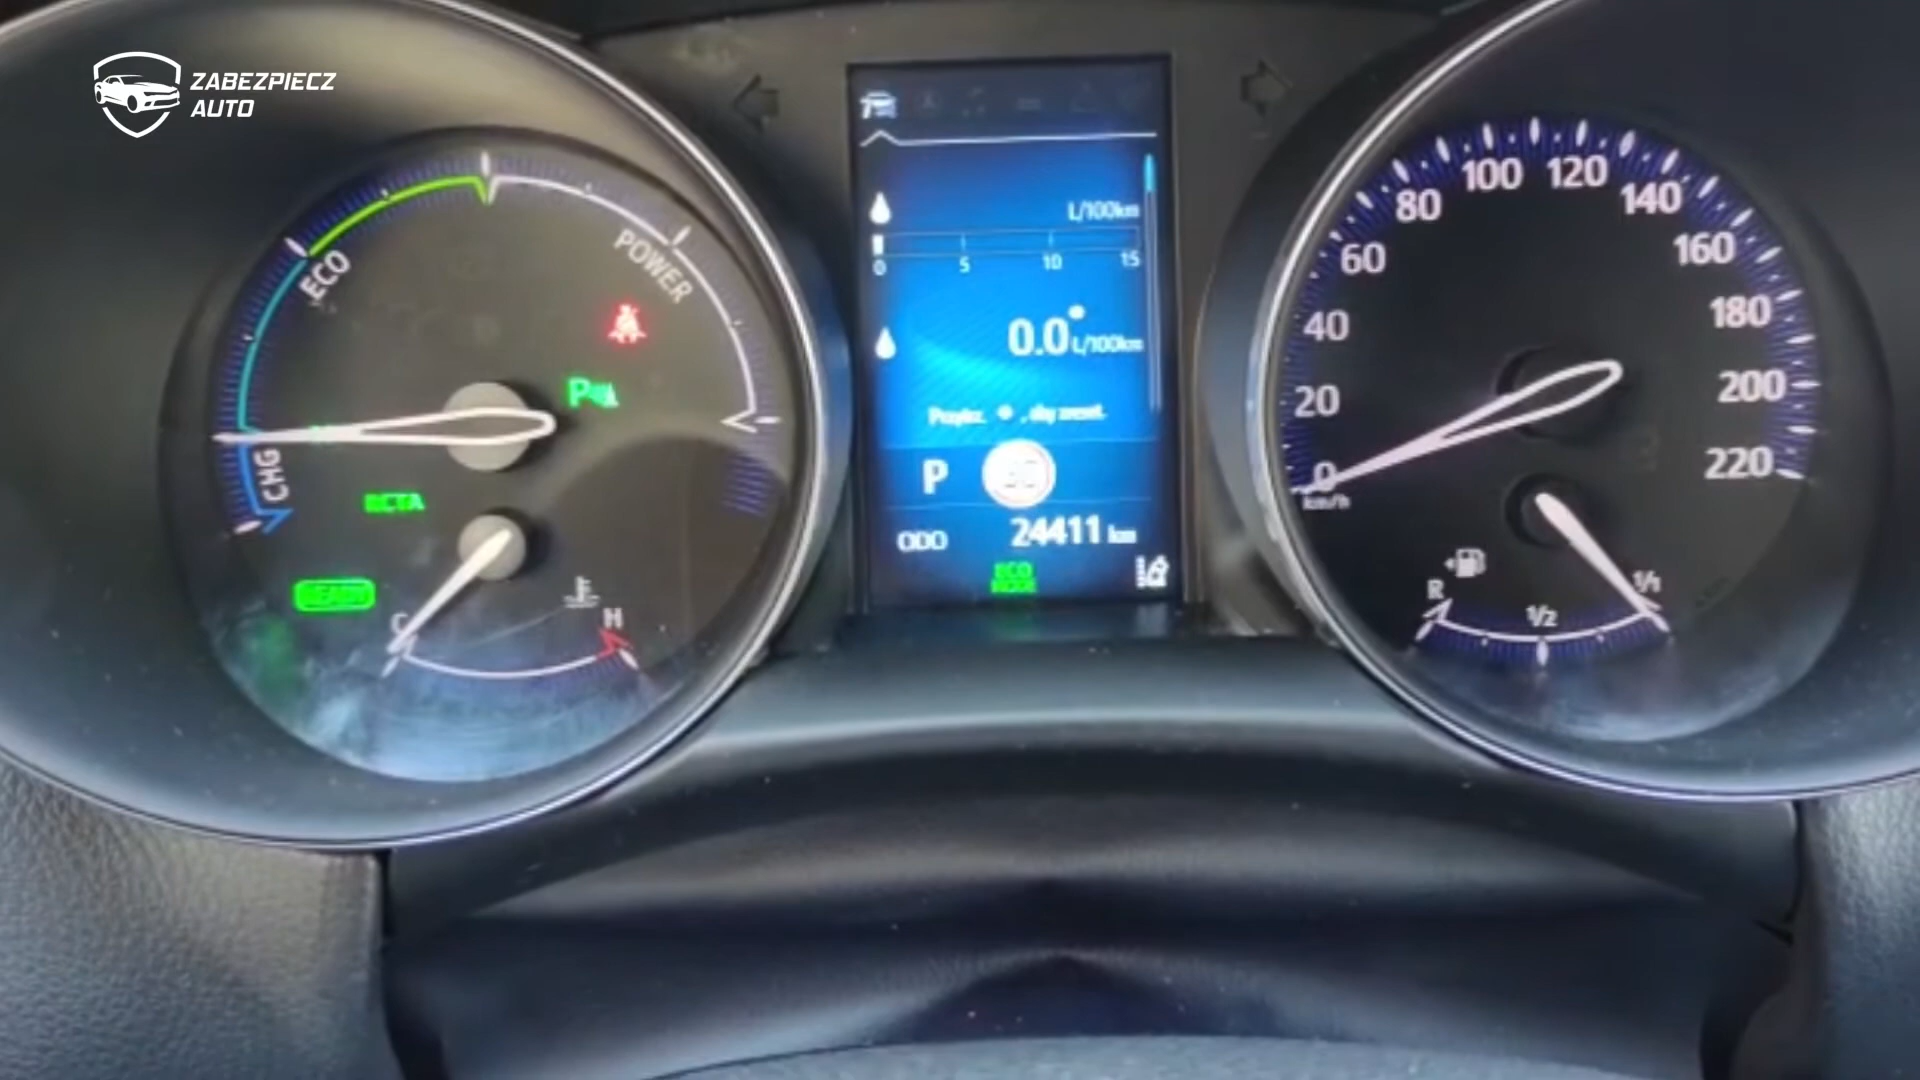 ZABEZPIECZ
AUTO
CHG
ECO
POWER
RCTA
READY
C
H
L/100km
0 5 10 15
0.0 L/100km
P
ODO 24411 km
ECO
MODE
0 20 40 60 80 100 120 140 160 180 200 220
km/h
R 1/2 1/1